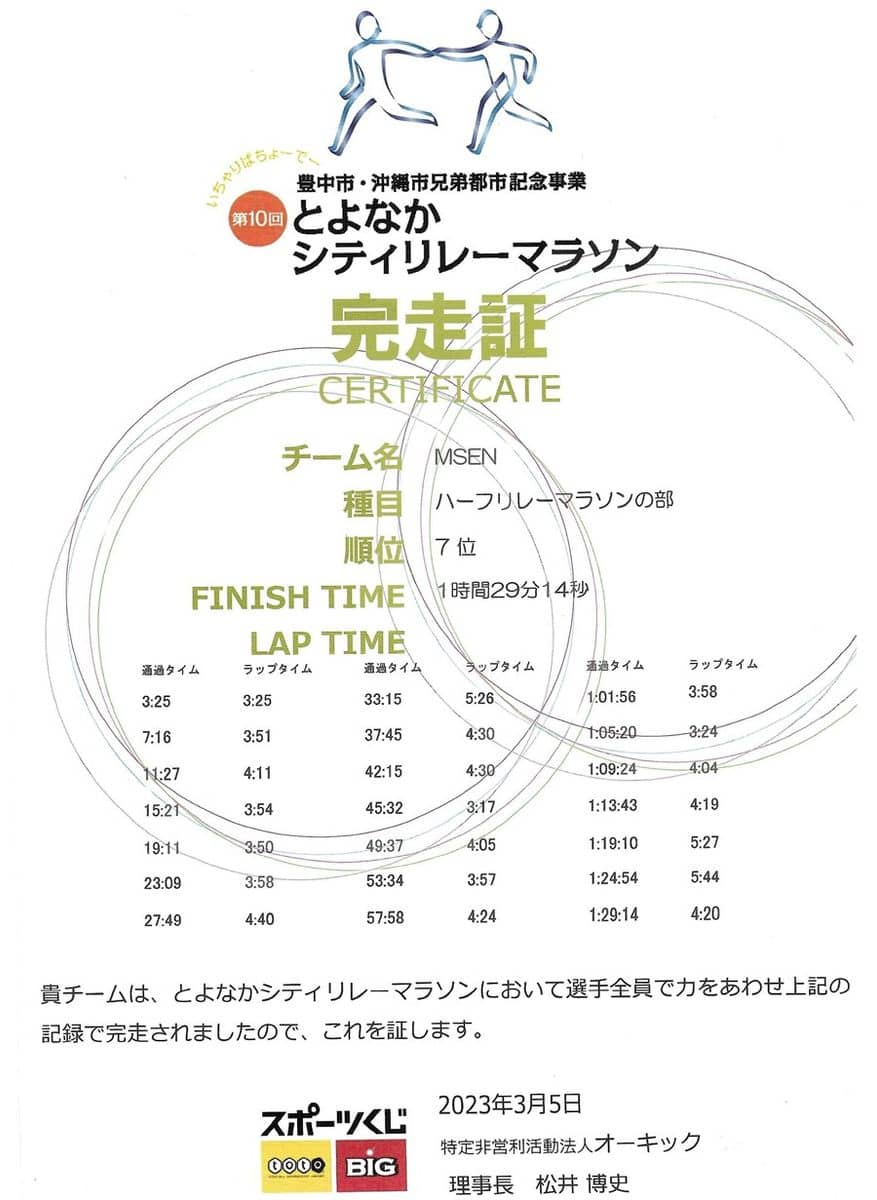 いちゃりばちょーでー
豊中市・沖縄市兄弟都市記念事業
第10回 とよなか
シティリレーマラソン
完走証
CERTIFICATE
チーム名 MSEN
種目 ハーフリレーマラソンの部
順位 7 位
FINISH TIME 1時間29分14秒
LAP TIME
通過タイム ラップタイム 通過タイム ラップタイム 通過タイム ラップタイム
3:25 3:25 33:15 5:26 1:01:56 3:58
7:16 3:51 37:45 4:30 1:05:20 3:24
11:27 4:11 42:15 4:30 1:09:24 4:04
15:21 3:54 45:32 3:17 1:13:43 4:19
19:11 3:50 49:37 4:05 1:19:10 5:27
23:09 3:58 53:34 3:57 1:24:54 5:44
27:49 4:40 57:58 4:24 1:29:14 4:20
貴チームは、とよなかシティリレーマラソンにおいて選手全員で力をあわせ上記の
記録で完走されましたので、これを証します。
2023年3月5日
スポーツくじ
toto BIG
特定非営利活動法人オーキック
理事長 松井 博史